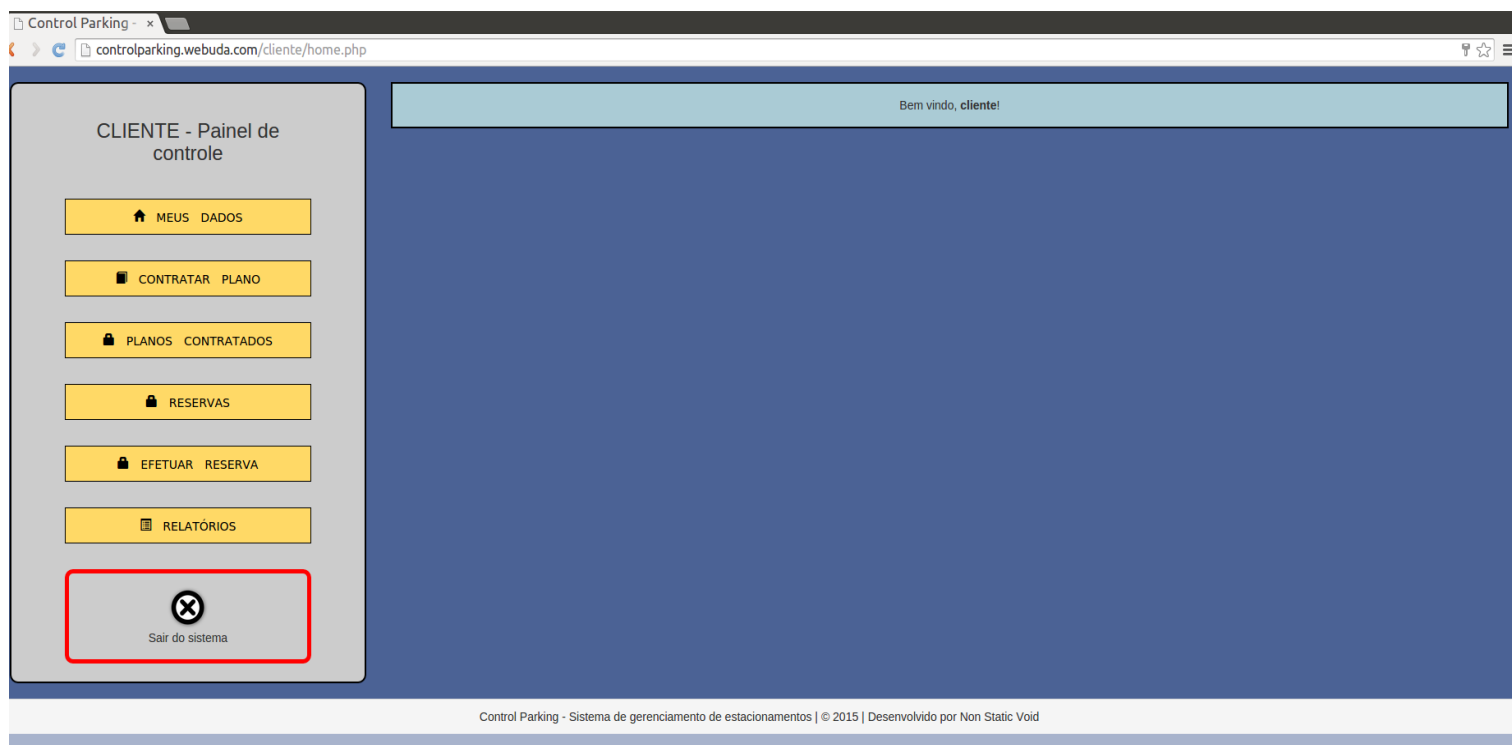 Control Parking -
controlparking.webuda.com/cliente/home.php
CLIENTE - Painel de
controle
MEUS DADOS
CONTRATAR PLANO
PLANOS CONTRATADOS
RESERVAS
EFETUAR RESERVA
RELATÓRIOS
Sair do sistema
Bem vindo, cliente!
Control Parking - Sistema de gerenciamento de estacionamentos | © 2015 | Desenvolvido por Non Static Void